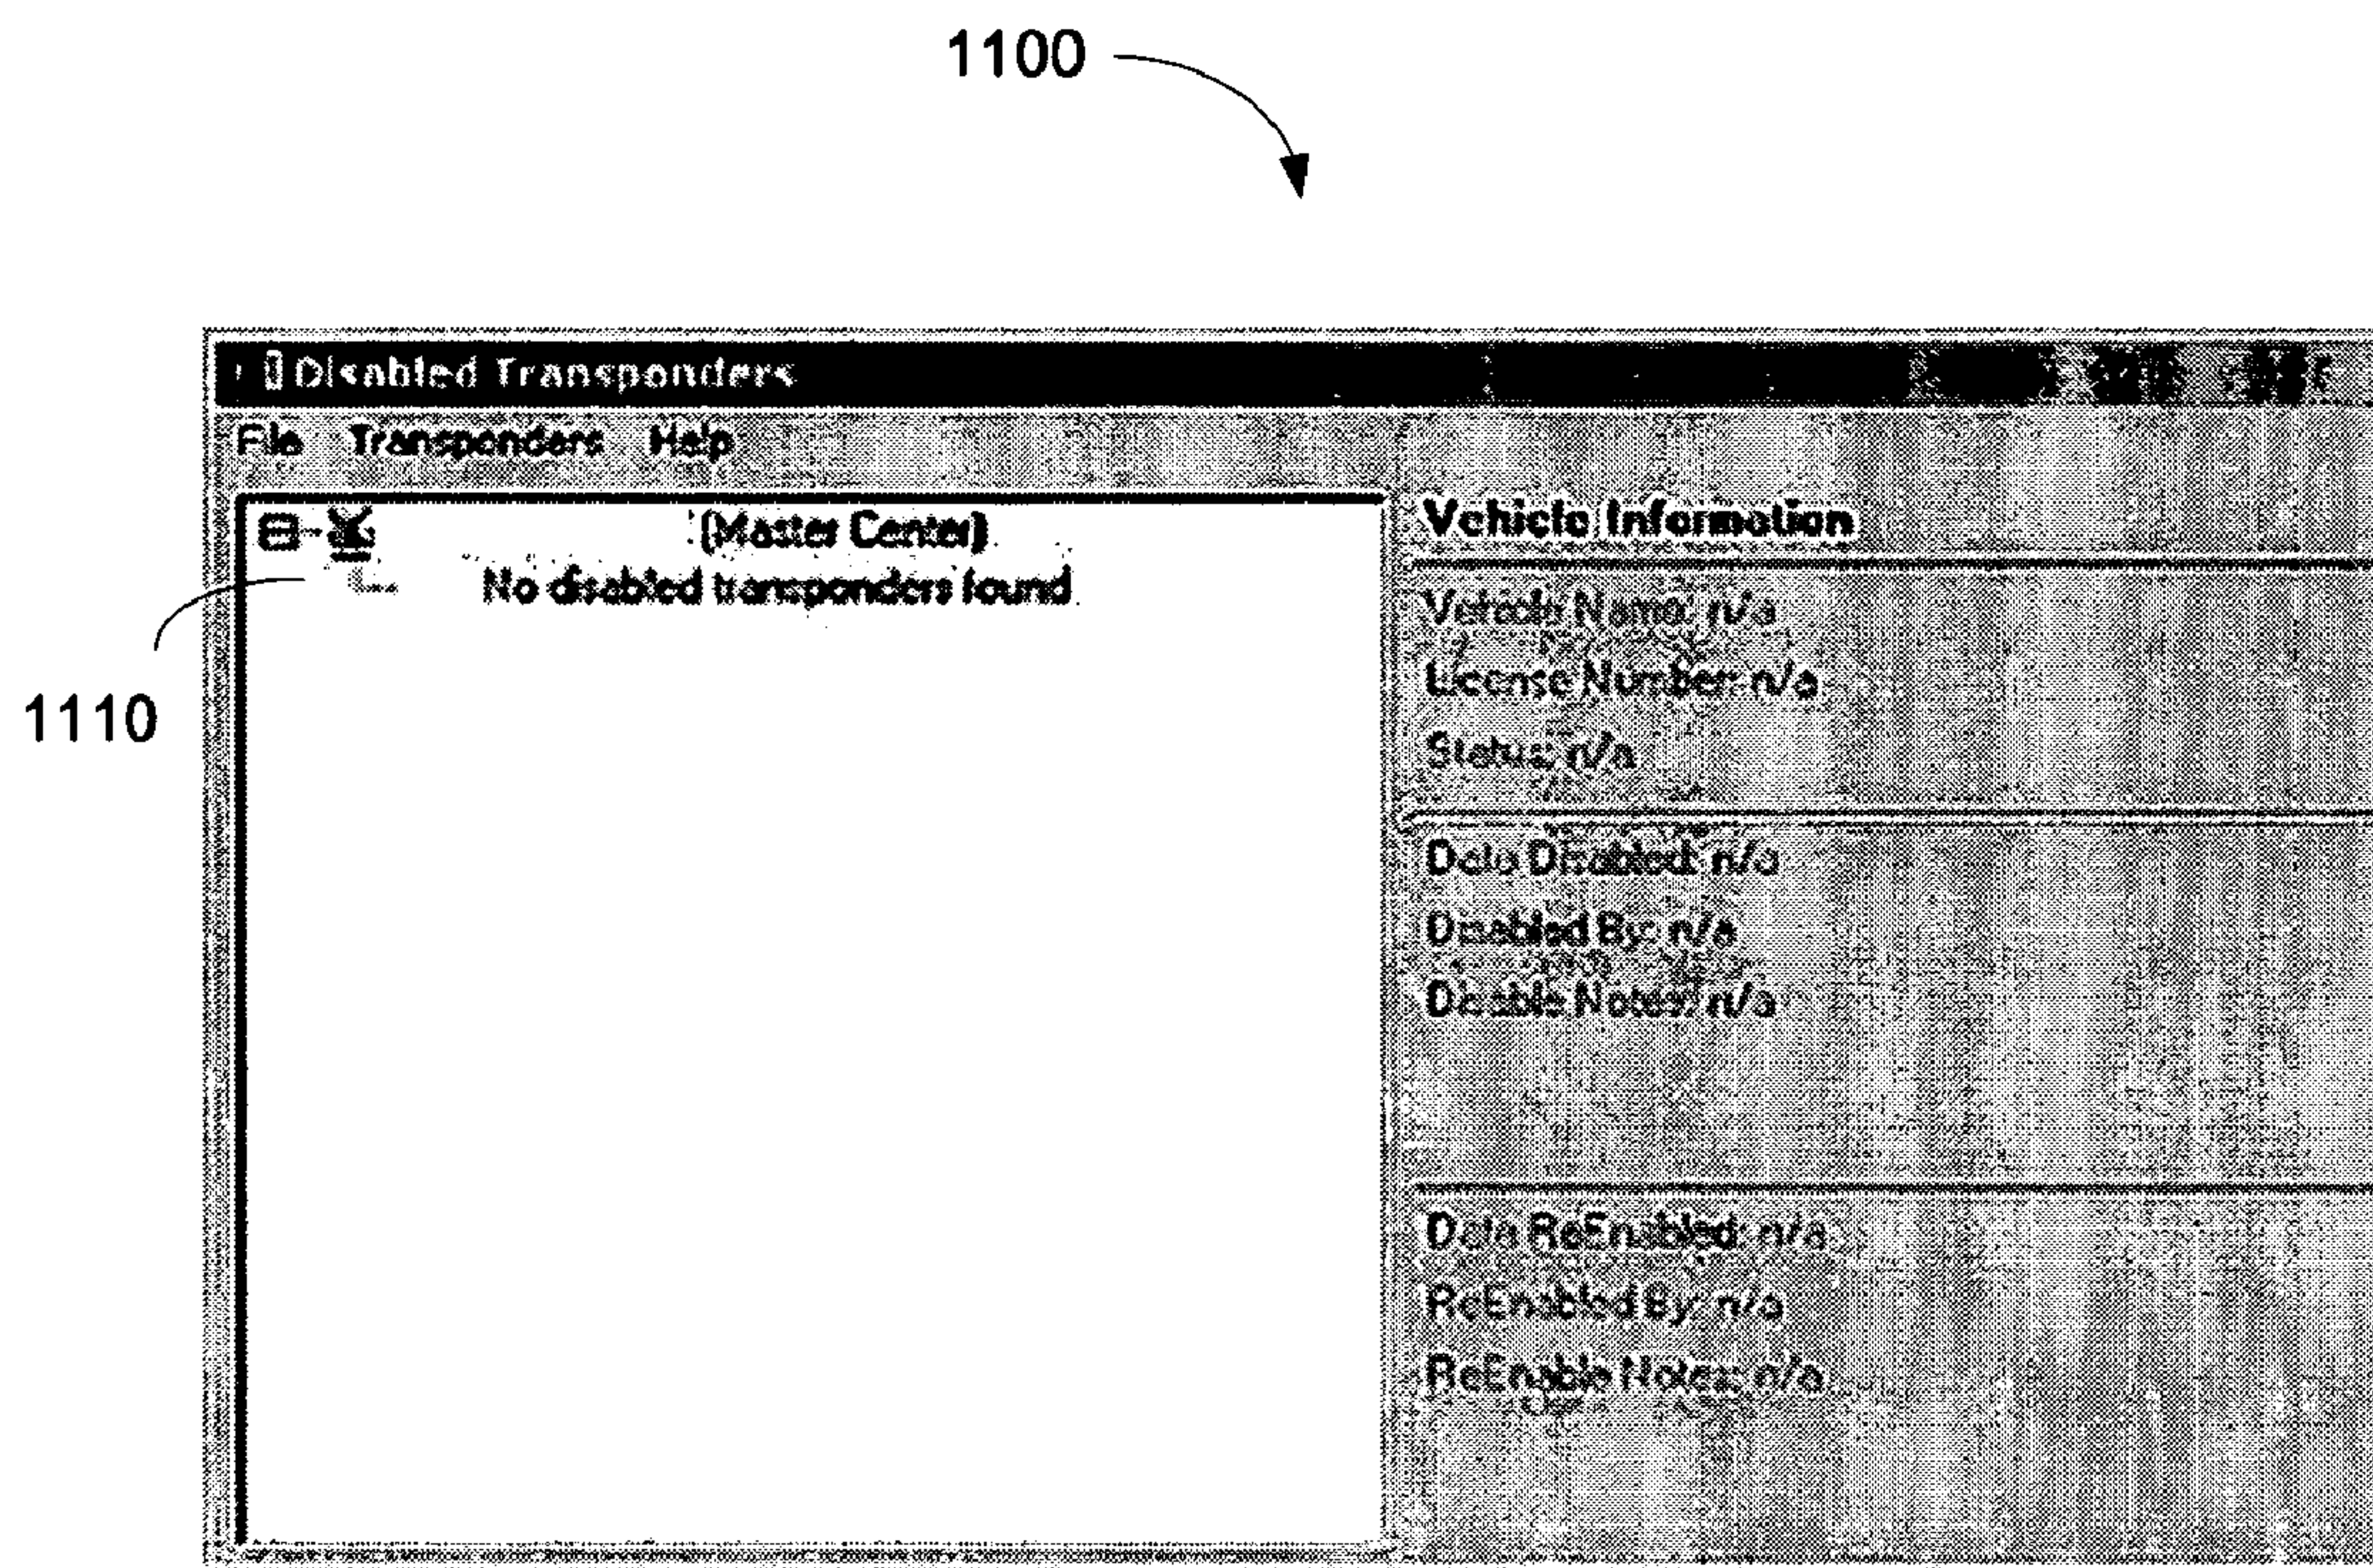 1100
Disabled Transponders
File Transponders Help
(Master Center)
No disabled transponders found
1110
Vehicle Information
Vehicle Name: n/a
License Number: n/a
Status: n/a
Date Disabled: n/a
Disabled By: n/a
Disable Notes: n/a
Date ReEnabled: n/a
ReEnabled By: n/a
ReEnable Notes: n/a